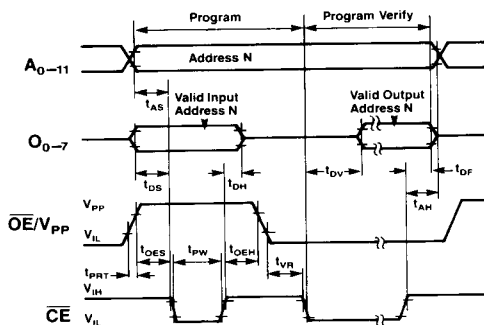 Program
Program Verify
A0–11
Address N
tAS
Valid Input
Address N
Valid Output
Address N
O0–7
tDS
tDH
tDV
tDF
tAH
OE/VPP
VPP
VIL
tOES
tPW
tOEH
tPRT
tVR
CE
VIH
VIL